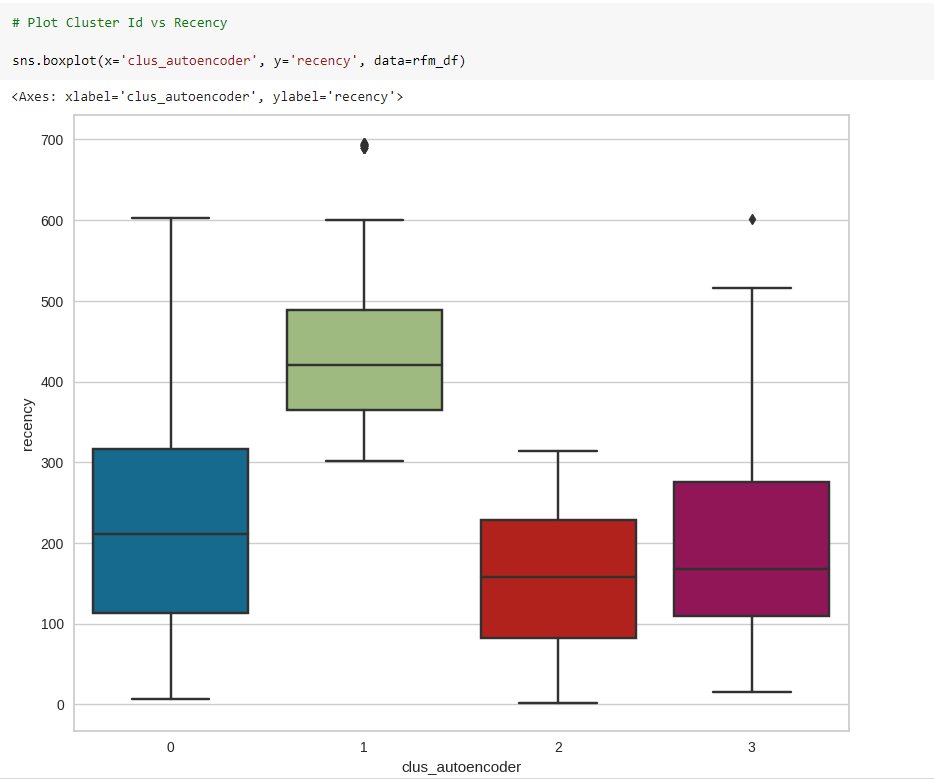 # Plot Cluster Id vs Recency
sns.boxplot(x='clus_autoencoder', y='recency', data=rfm_df)
<Axes: xlabel='clus_autoencoder', ylabel='recency'>
700
600
500
400
300
200
100
0
recency
0 1 2 3
clus_autoencoder